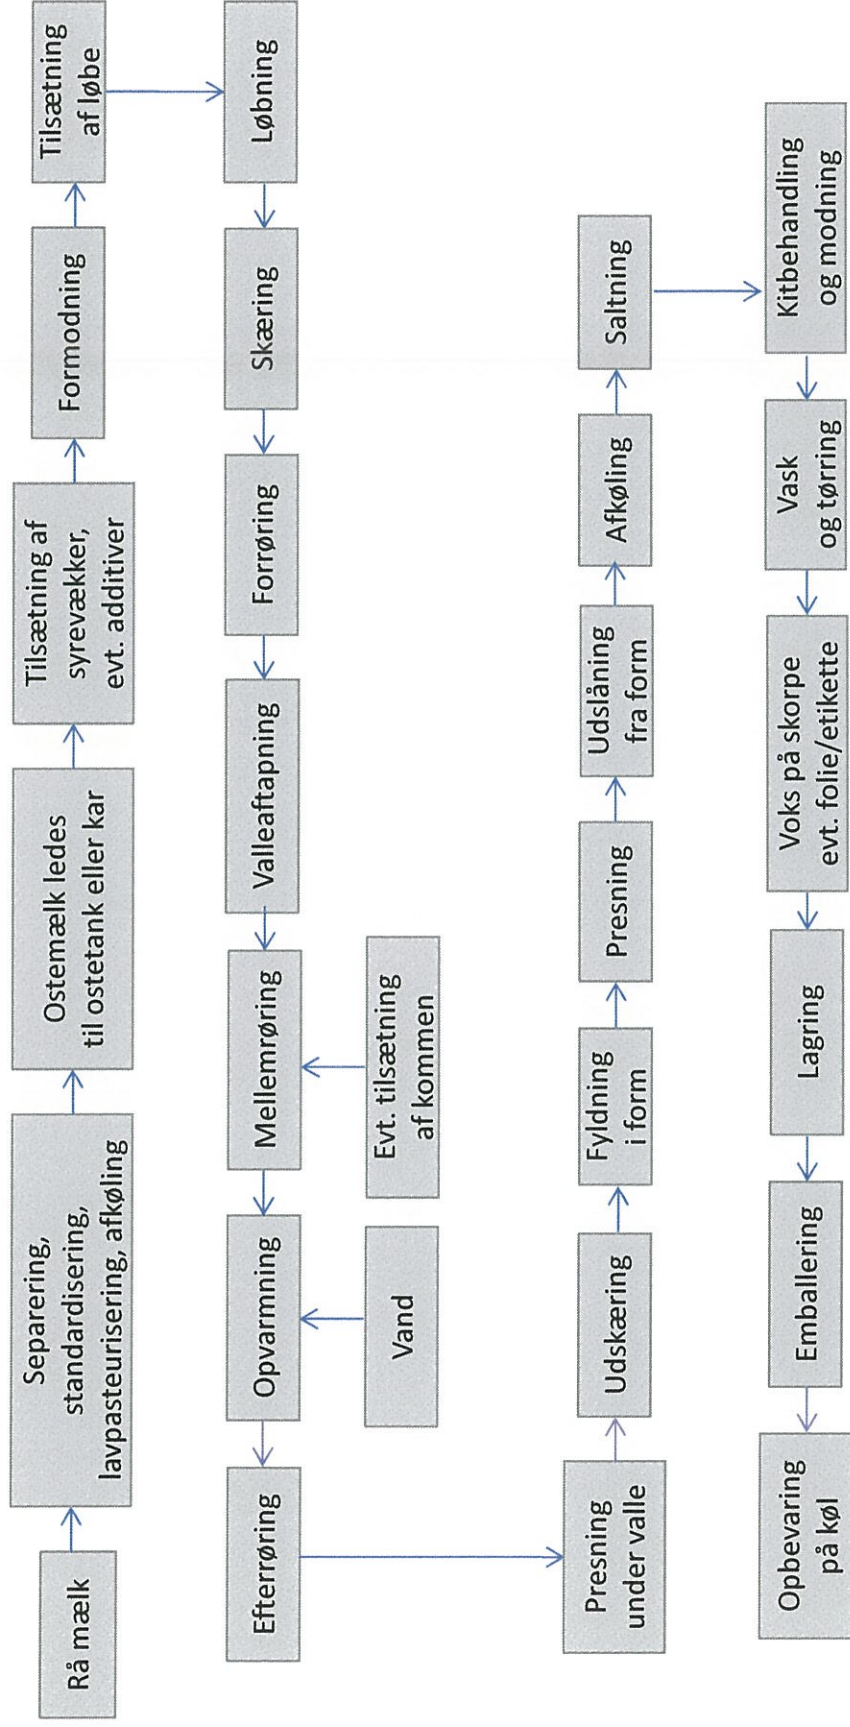 Rå mælk
Separering,
standardisering,
lavpasteurisering, afkøling
Ostemælk ledes
til ostetank eller kar
Tilsætning af
syrevækker,
evt. additiver
Formodning
Tilsætning
af løbe
Løbning
Skæring
Forrøring
Valleaftapning
Mellemrøring
Evt. tilsætning
af kommen
Opvarmning
Vand
Efterrøring
Presning
under valle
Udskæring
Fyldning
i form
Presning
Udslåning
fra form
Afkøling
Saltning
Kitbehandling
og modning
Vask
og tørring
Voks på skorpe
evt. folie/etikette
Lagring
Emballering
Opbevaring
på køl